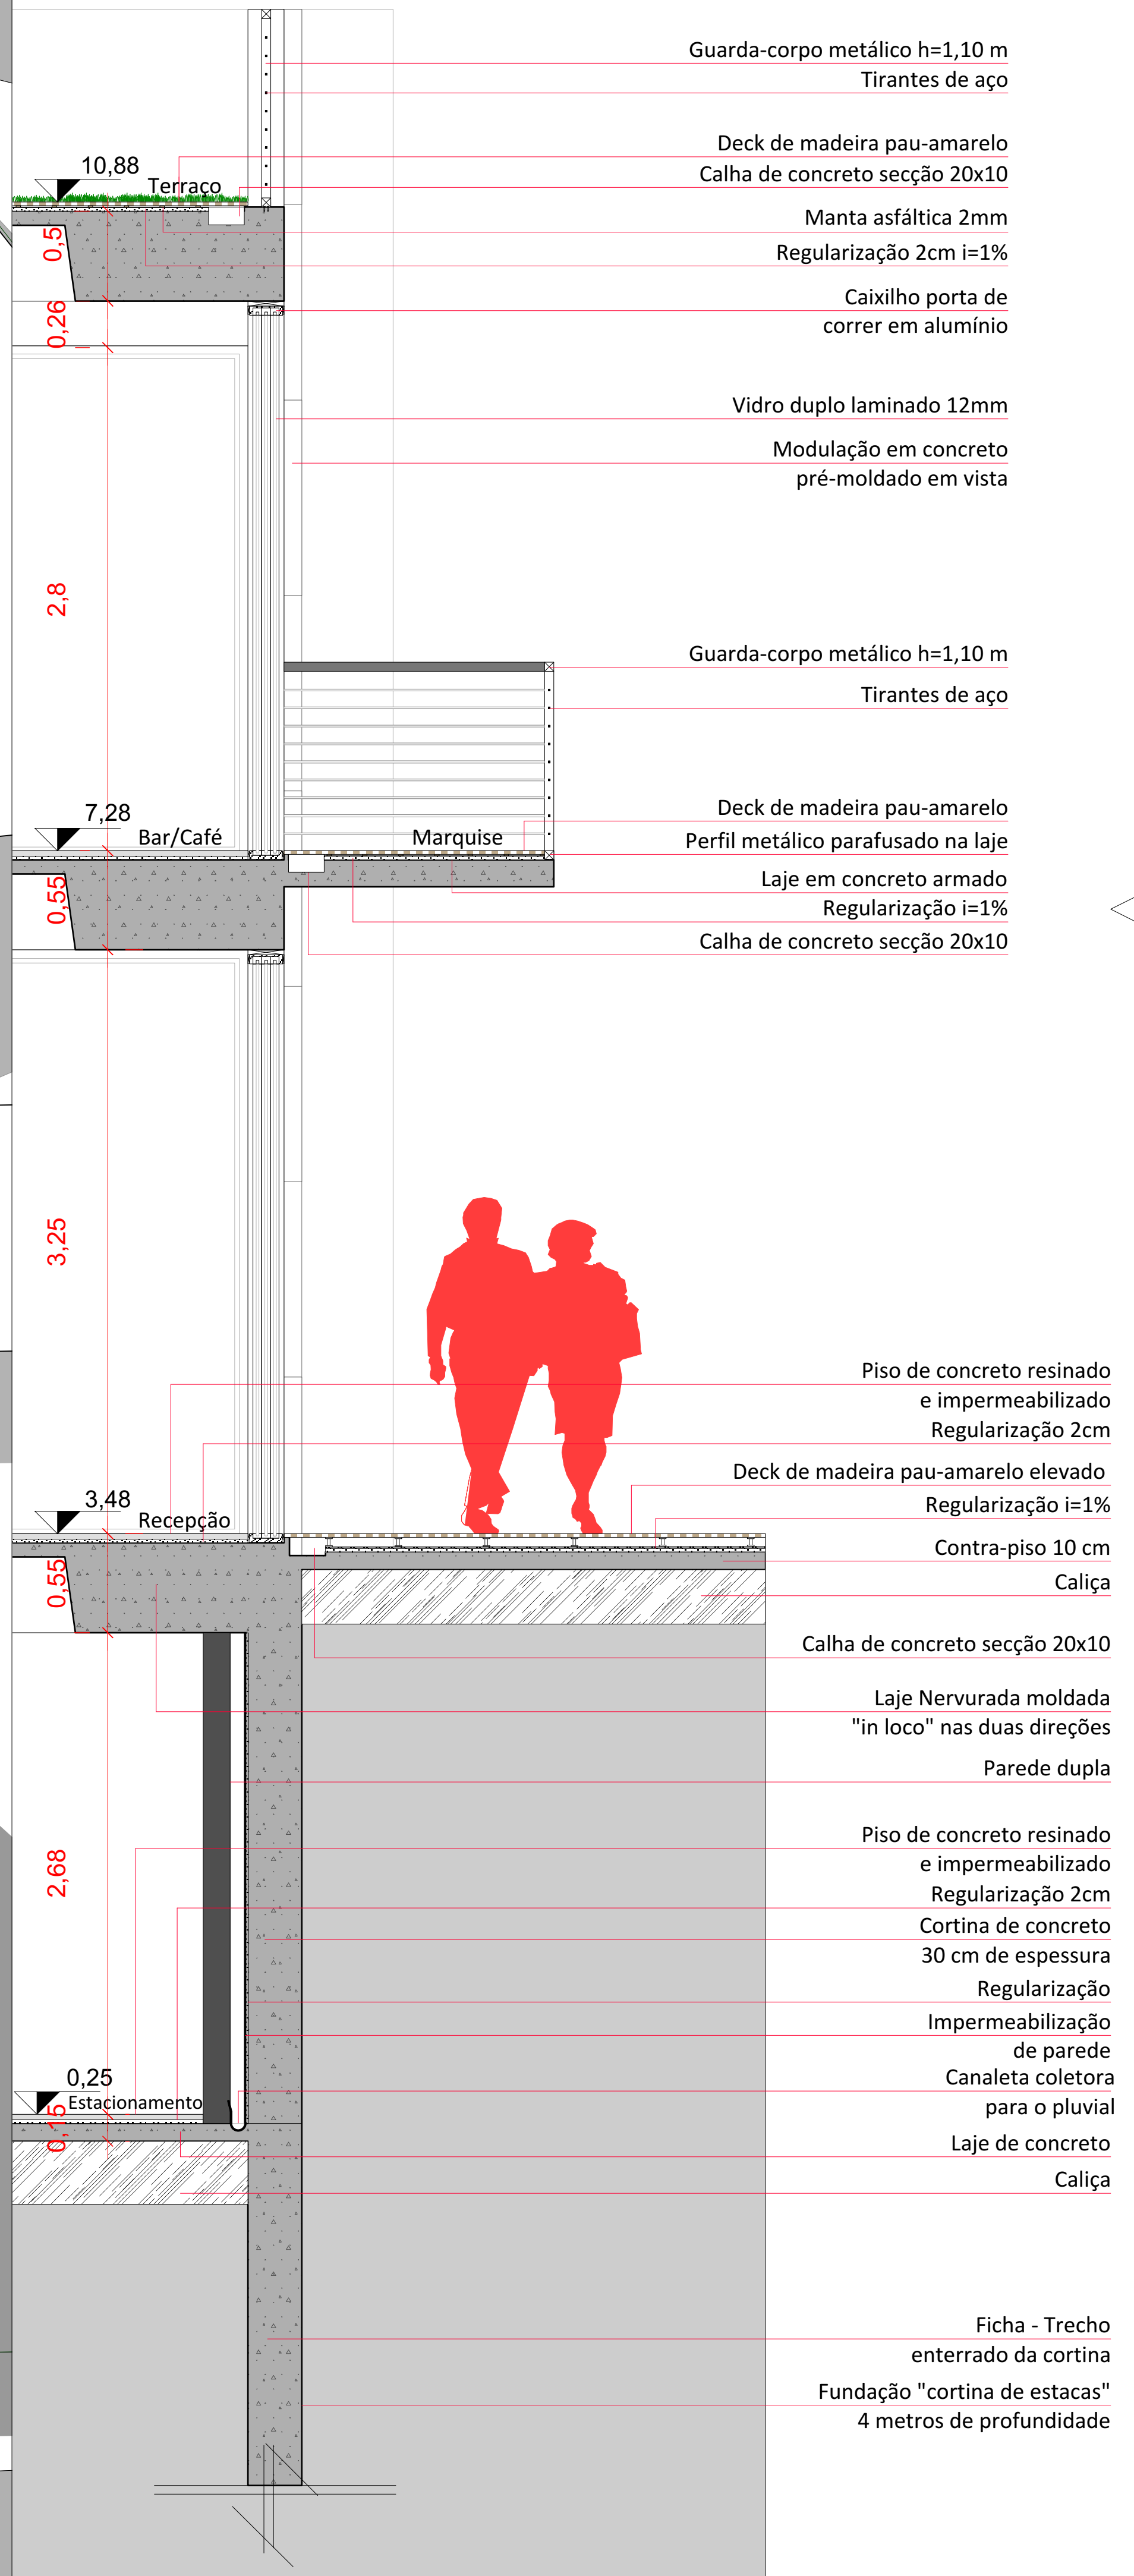 Guarda-corpo metálico h=1,10 m
Tirantes de aço
Deck de madeira pau-amarelo
10,88
Calha de concreto secção 20x10
Terraço
Manta asfáltica 2mm
0,5
Regularização 2cm i=1%
Caixilho porta de
0,26
correr em alumínio
Vidro duplo laminado 12mm
Modulação em concreto
pré-moldado em vista
2,8
Guarda-corpo metálico h=1,10 m
Tirantes de aço
Deck de madeira pau-amarelo
7,28
Bar/Café
Marquise
Perfil metálico parafusado na laje
Laje em concreto armado
0,55
Regularização i=1%
Calha de concreto secção 20x10
3,25
Piso de concreto resinado
e impermeabilizado
Regularização 2cm
Deck de madeira pau-amarelo elevado
3,48
Regularização i=1%
Recepção
Contra-piso 10 cm
0,55
Caliça
Calha de concreto secção 20x10
Laje Nervurada moldada
"in loco" nas duas direções
Parede dupla
Piso de concreto resinado
e impermeabilizado
2,68
Regularização 2cm
Cortina de concreto
30 cm de espessura
Regularização
Impermeabilização
de parede
0,25
Canaleta coletora
Estacionamento
para o pluvial
0,15
Laje de concreto
Caliça
Ficha - Trecho
enterrado da cortina
Fundação "cortina de estacas"
4 metros de profundidade